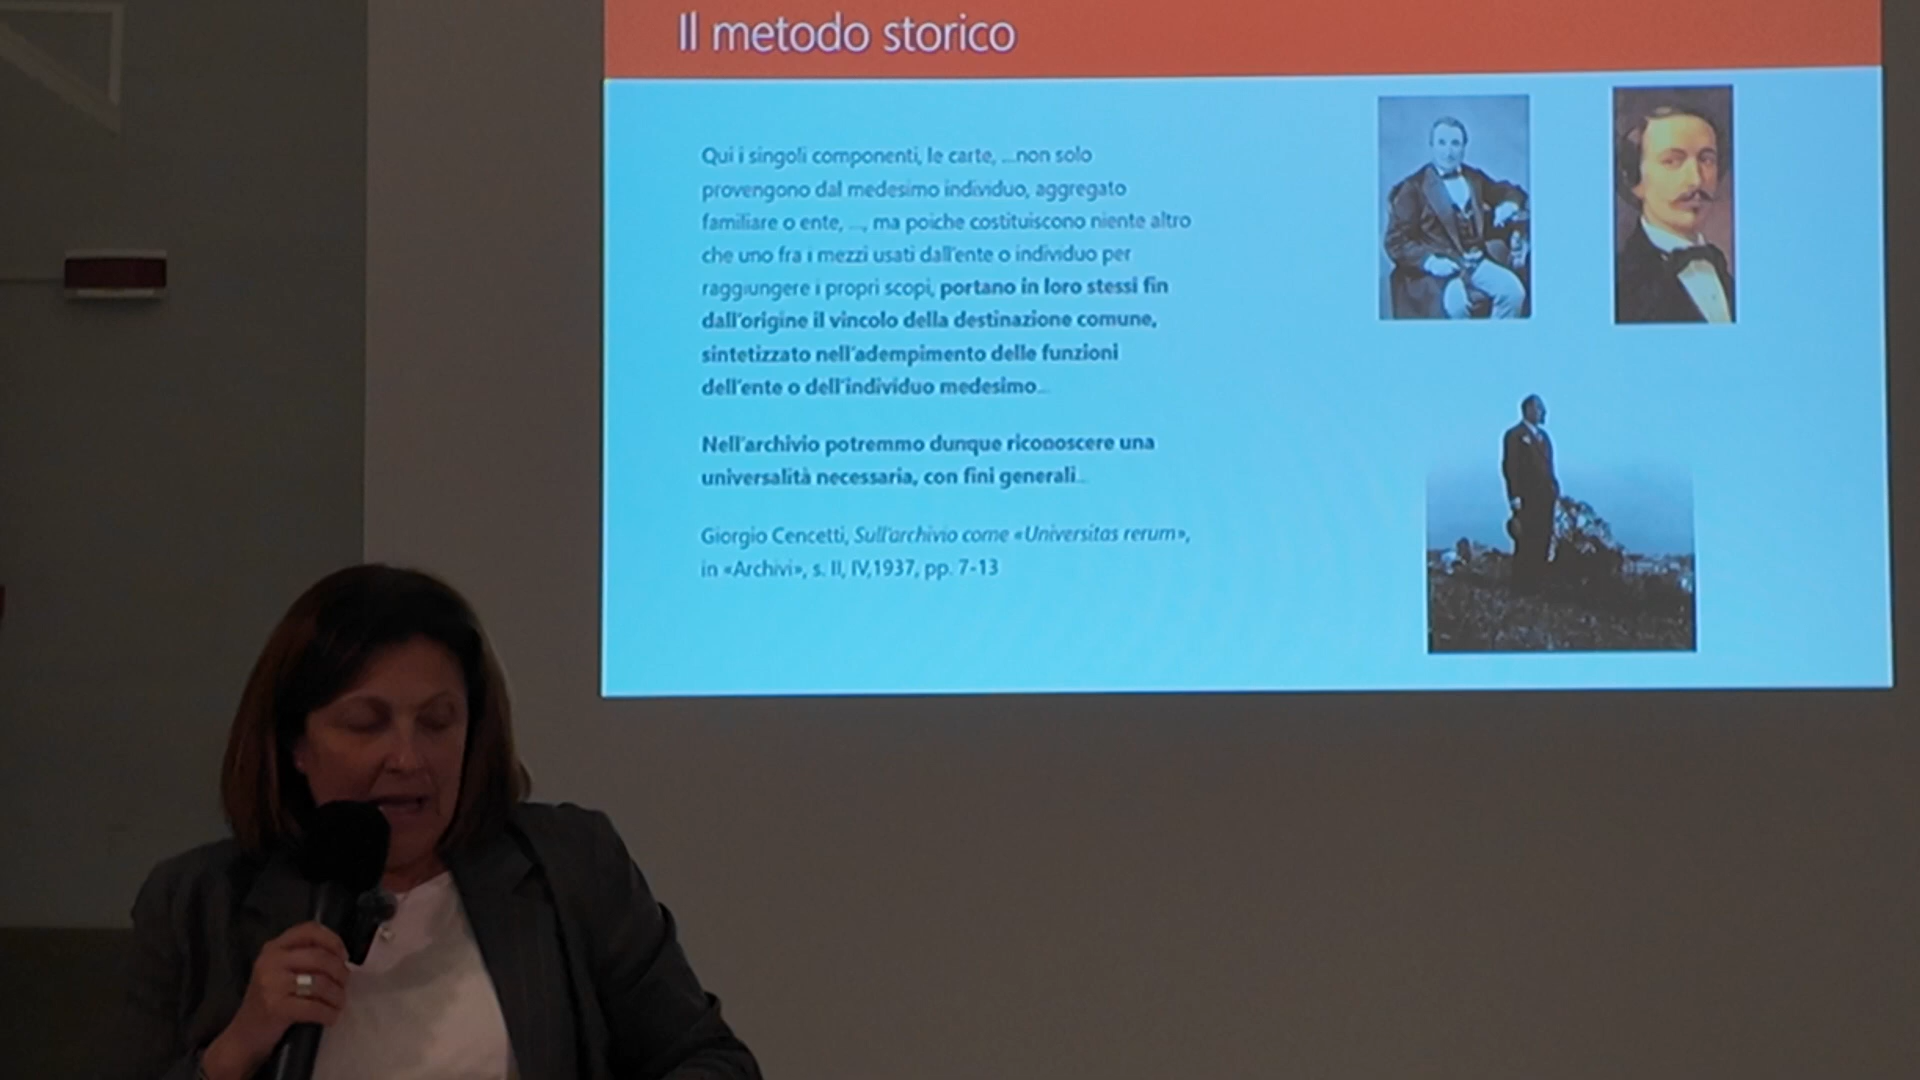 Il metodo storico
Qui i singoli componenti, le carte, ...non solo
provengono dal medesimo individuo, aggregato
familiare o ente, ..., ma poiche costituiscono niente altro
che uno fra i mezzi usati dall'ente o individuo per
raggiungere i propri scopi, portano in loro stessi fin
dall'origine il vincolo della destinazione comune,
sintetizzato nell'adempimento delle funzioni
dell'ente o dell'individuo medesimo...
Nell'archivio potremmo dunque riconoscere una
universalità necessaria, con fini generali...
Giorgio Cencetti, Sull'archivio come «Universitas rerum»,
in «Archivi», s. II, IV,1937, pp. 7-13